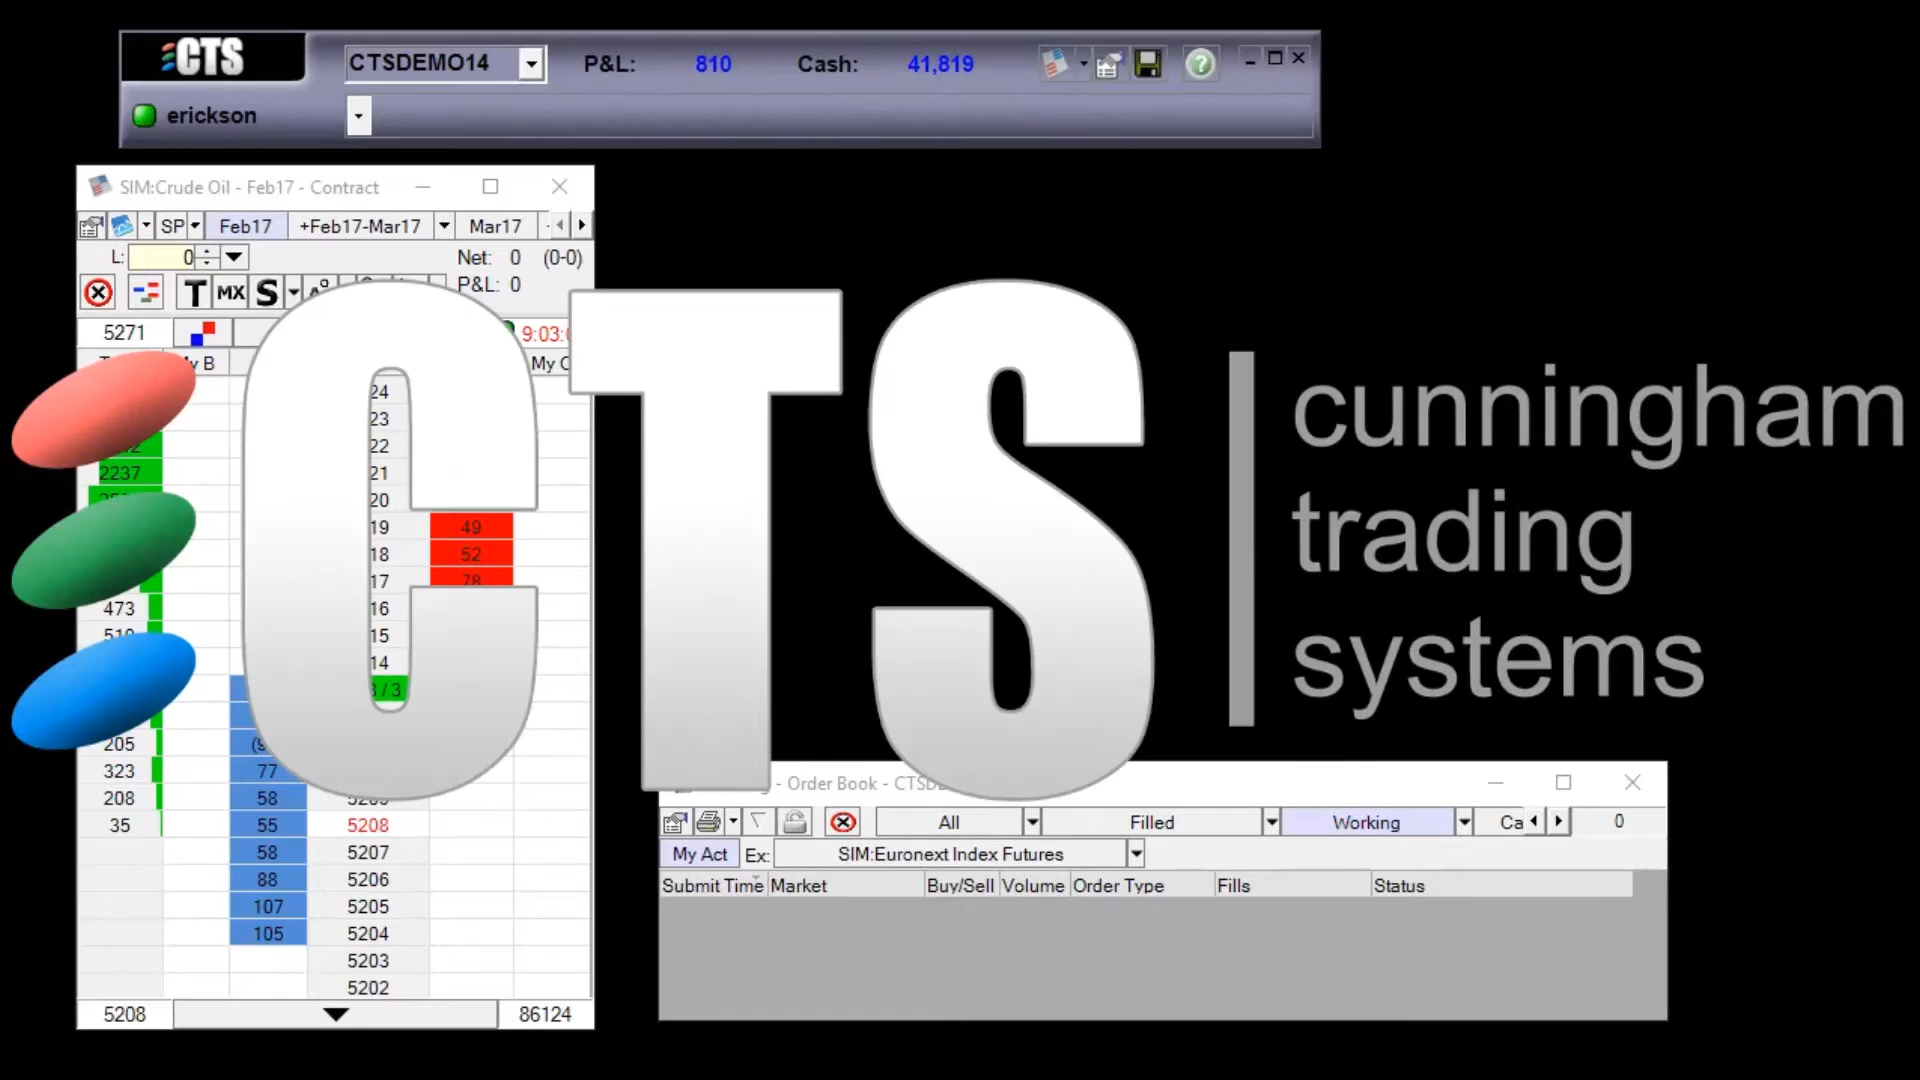 CTS
CTSDEMO14 P&L: 810 Cash: 41,819
erickson
SIM:Crude Oil - Feb17 - Contract
SP Feb17 +Feb17-Mar17 Mar17
L: 0 Net: 0 (0-0)
T MX S P&L: 0
5271 9:03:
My
24
23
22
2237 21
20
19 49
18 52
17 78
473 16
15
14
/ 3
205
323 77
208 58
35 55 5208
58 5207
88 5206
107 5205
105 5204
5203
5202
5208 86124
CTS
cunningham
trading
systems
- Order Book -
All Filled Working 0
My Act Ex: SIM:Euronext Index Futures
Submit Time Market Buy/Sell Volume Order Type Fills Status